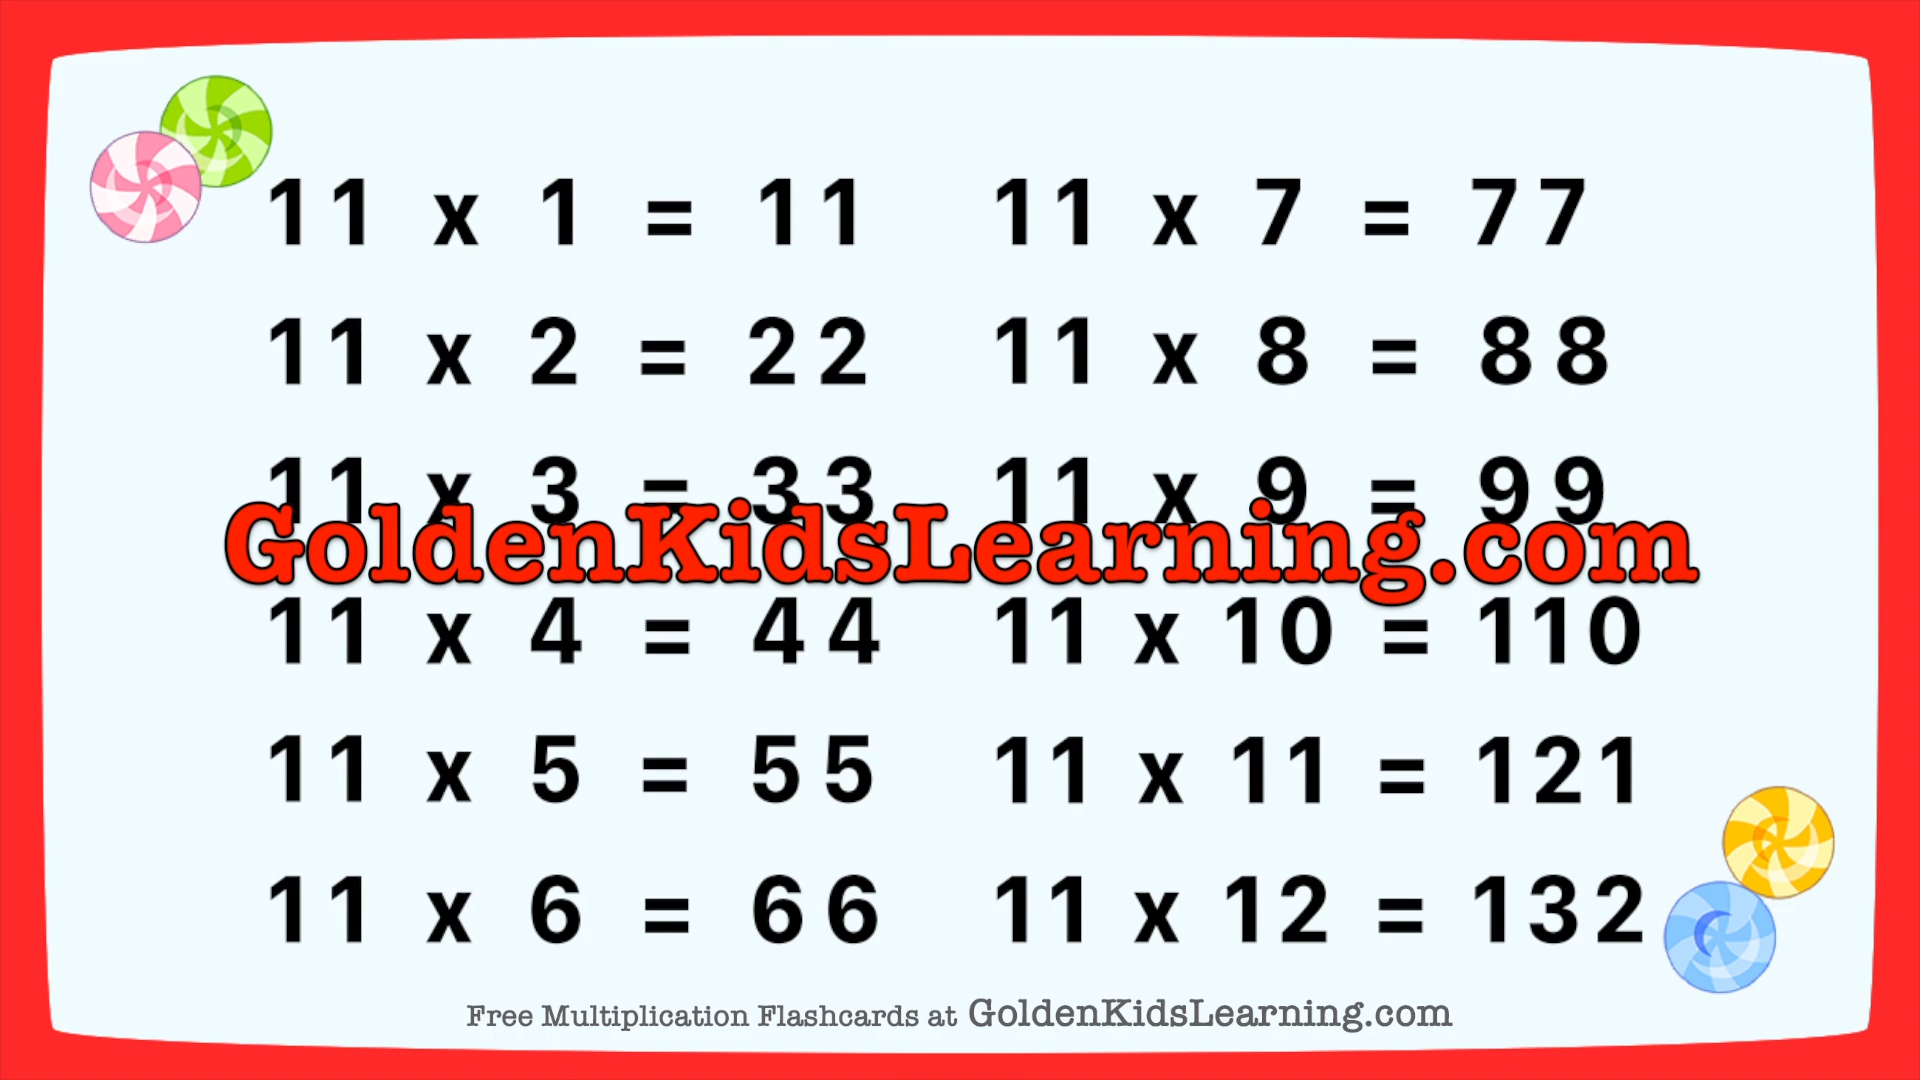 11 x 1 = 11
11 x 2 = 22
11 x 3 = 33
11 x 4 = 44
11 x 5 = 55
11 x 6 = 66
11 x 7 = 77
11 x 8 = 88
11 x 9 = 99
11 x 10 = 110
11 x 11 = 121
11 x 12 = 132
GoldenKidsLearning.com
Free Multiplication Flashcards at GoldenKidsLearning.com